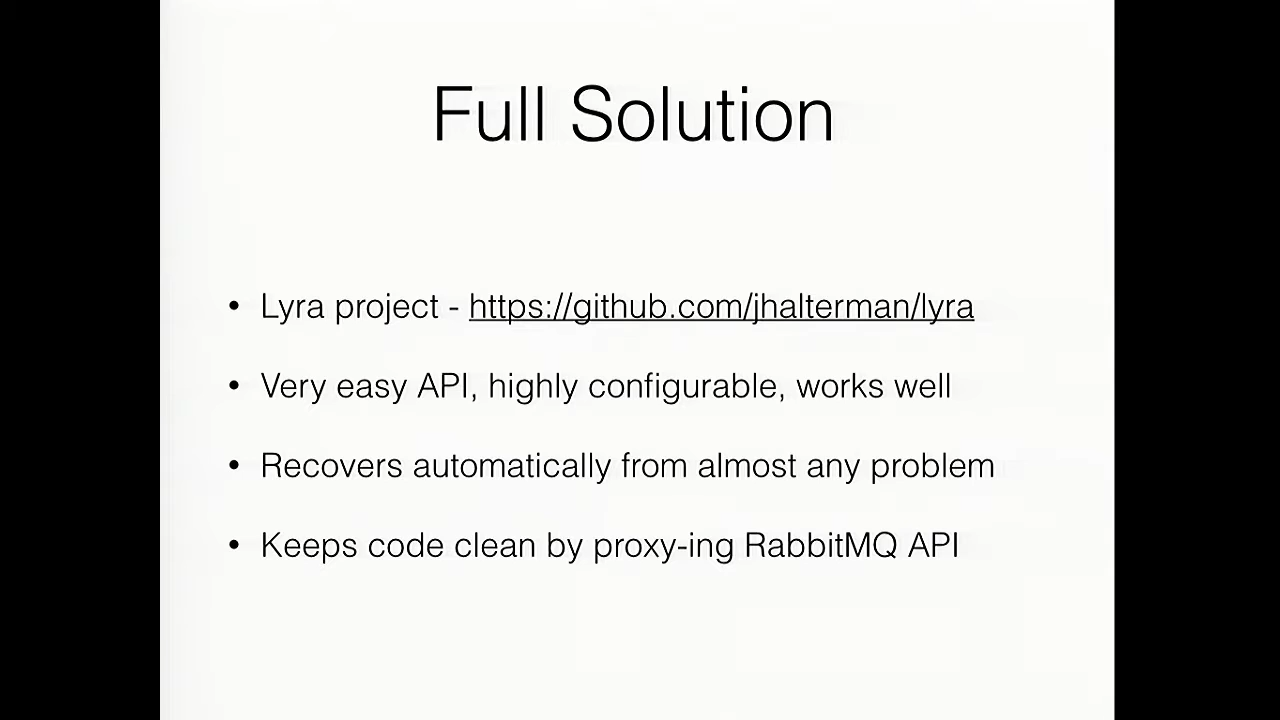 Full Solution
• Lyra project - https://github.com/jhalterman/lyra
• Very easy API, highly configurable, works well
• Recovers automatically from almost any problem
• Keeps code clean by proxy-ing RabbitMQ API